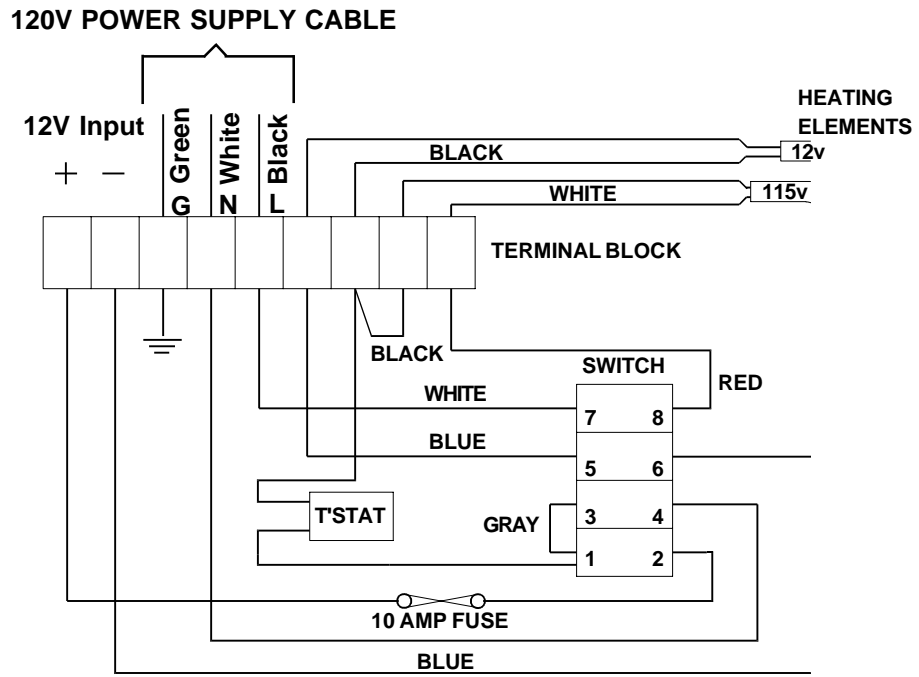 120V POWER SUPPLY CABLE
12V Input
+ −
G Green
N White
L Black
HEATING
ELEMENTS
BLACK
12v
WHITE
115v
TERMINAL BLOCK
BLACK
SWITCH
RED
WHITE
7 8
BLUE
5 6
T'STAT
GRAY
3 4
1 2
10 AMP FUSE
BLUE